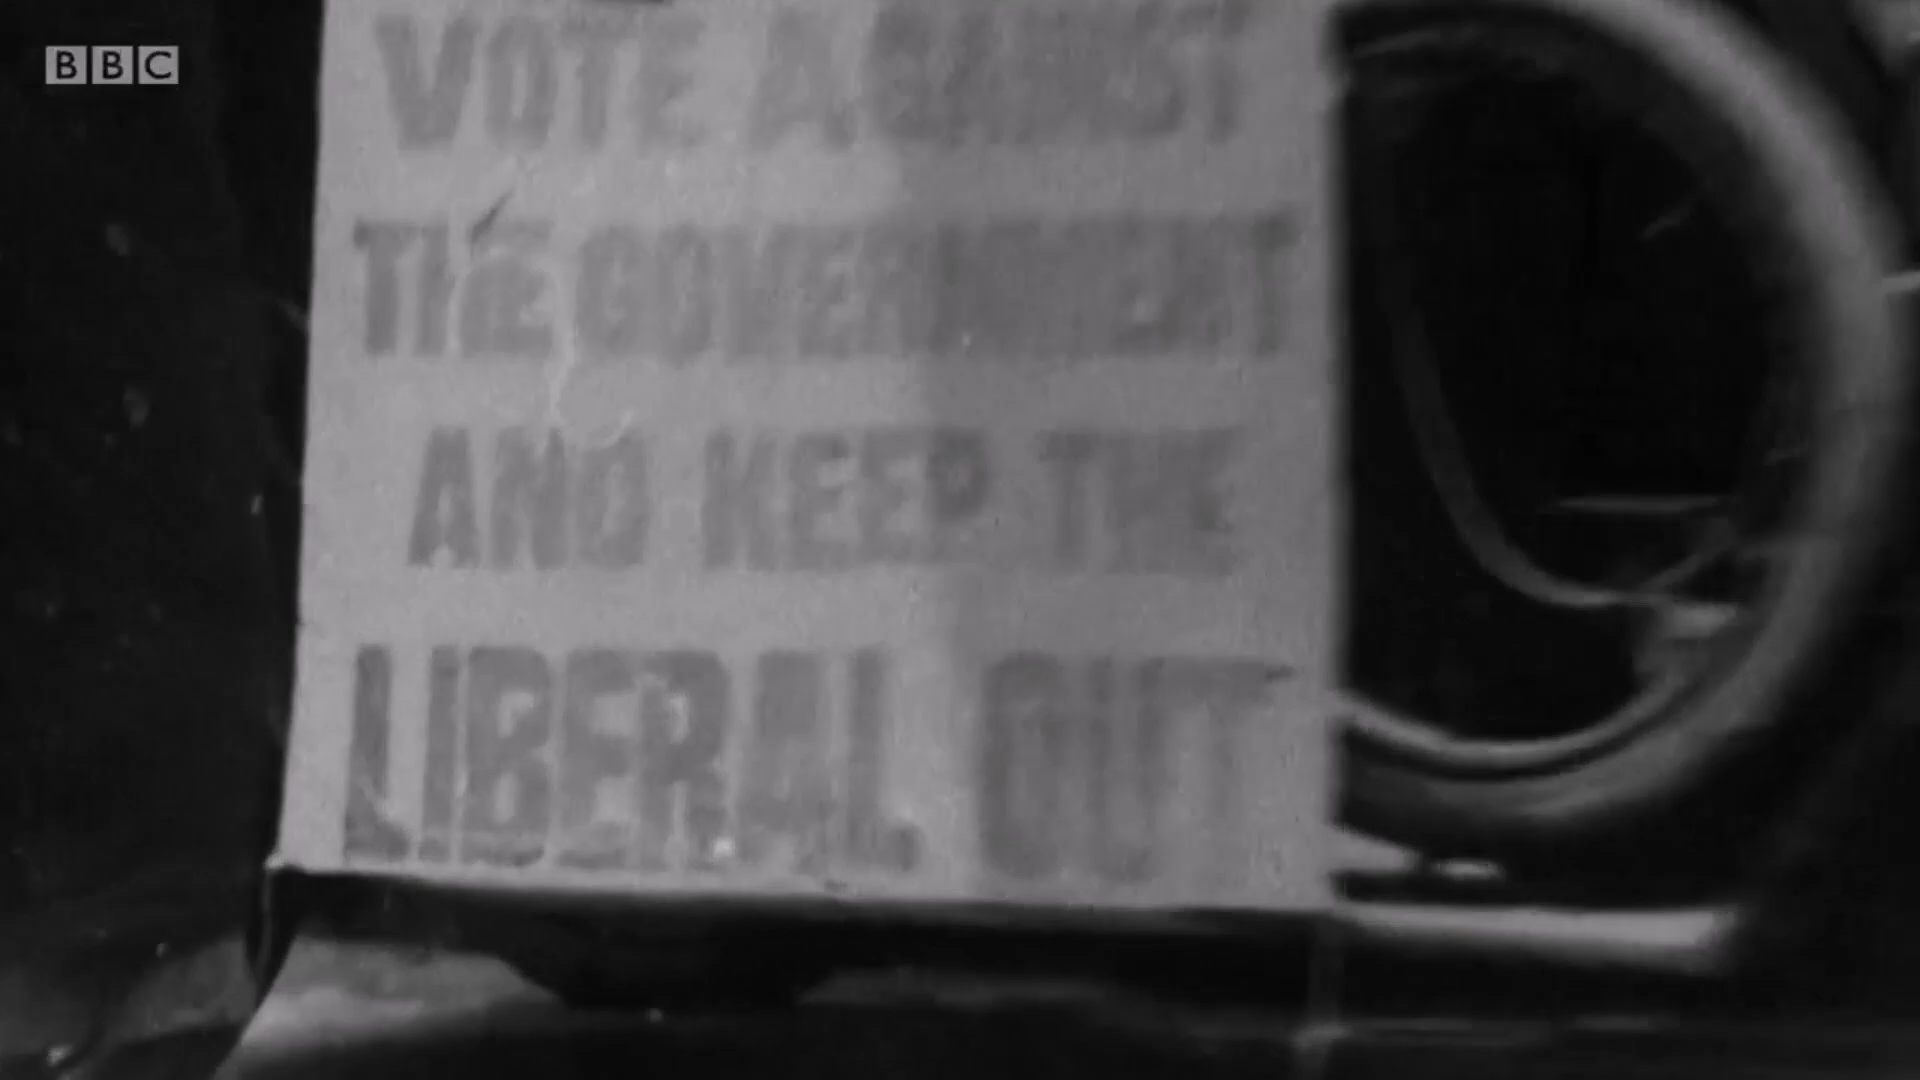 BBC
VOTE AGAINST
THE GOVERNMENT
AND KEEP THE
LIBERAL OUT